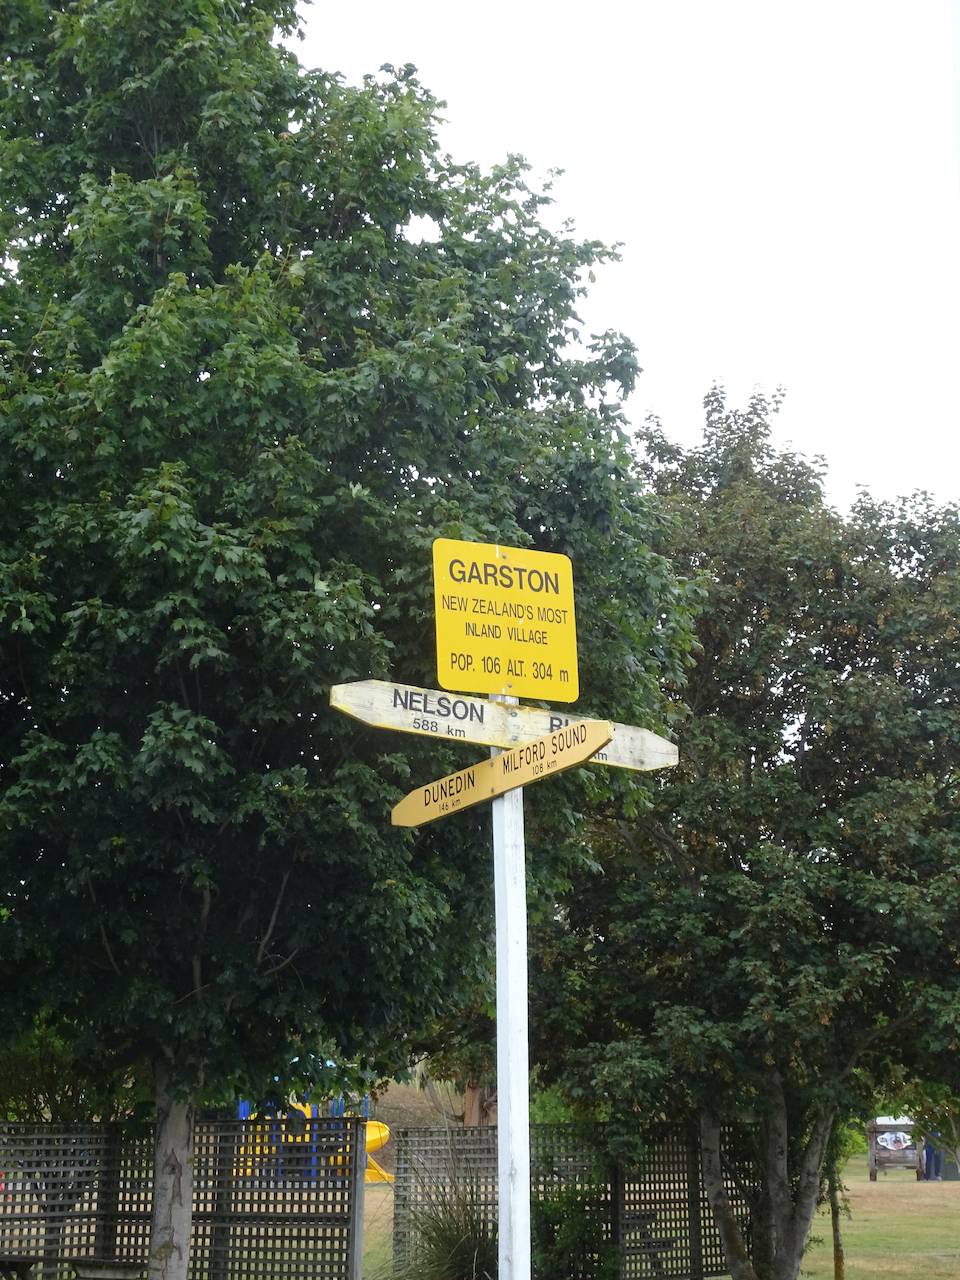 GARSTON
NEW ZEALAND'S MOST
INLAND VILLAGE
POP. 106 ALT. 304 m
NELSON
588 km
km
MILFORD SOUND
108 km
DUNEDIN
146 km